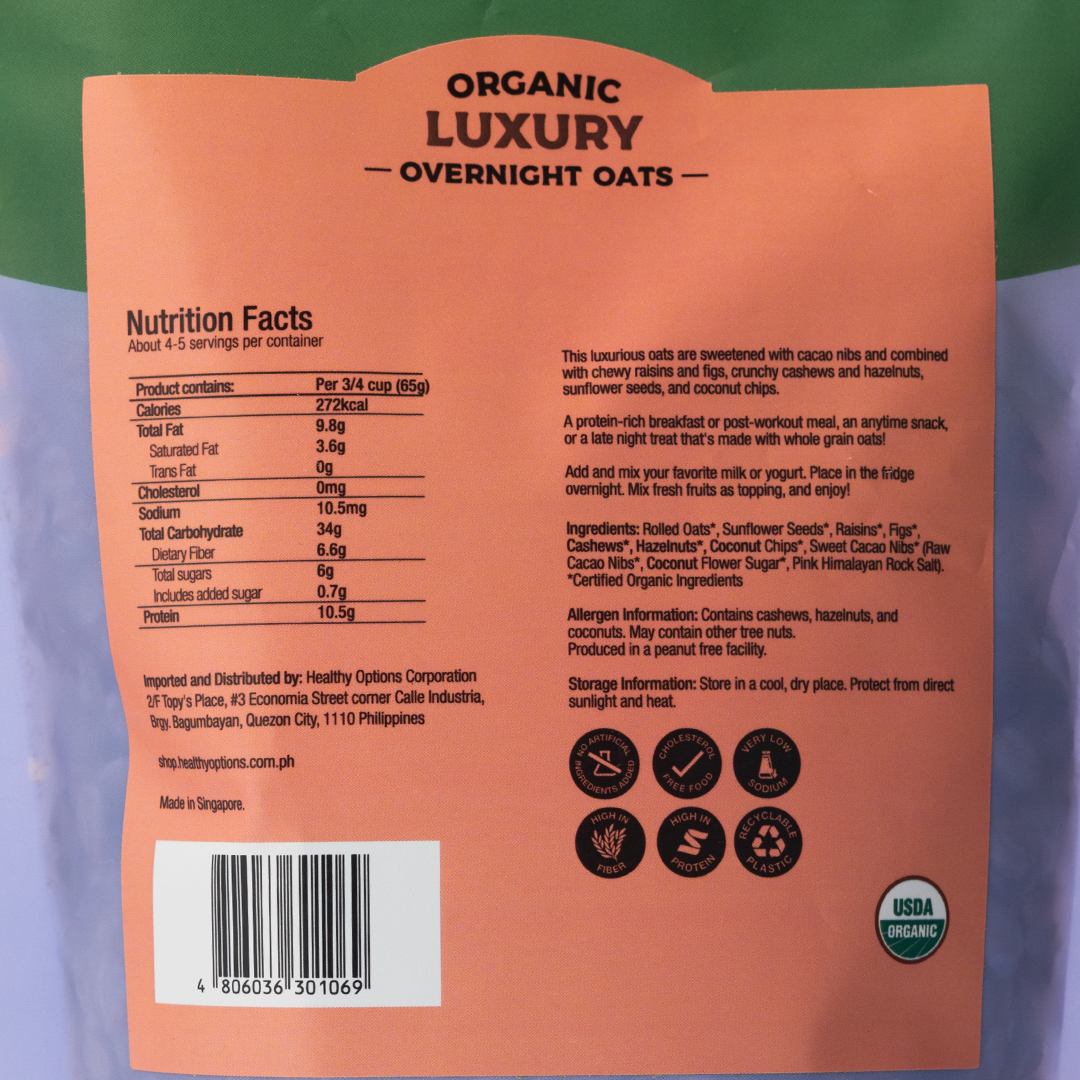 ORGANIC
LUXURY
— OVERNIGHT OATS —
Nutrition Facts
About 4-5 servings per container
Product contains: Per 3/4 cup (65g)
Calories 272kcal
Total Fat 9.8g
Saturated Fat 3.6g
Trans Fat 0g
Cholesterol 0mg
Sodium 10.5mg
Total Carbohydrate 34g
Dietary Fiber 6.6g
Total sugars 6g
Includes added sugar 0.7g
Protein 10.5g
Imported and Distributed by: Healthy Options Corporation
2/F Topy's Place, #3 Economia Street corner Calle Industria,
Brgy. Bagumbayan, Quezon City, 1110 Philippines
shop.healthyoptions.com.ph
Made in Singapore.
4 806036 301069
This luxurious oats are sweetened with cacao nibs and combined
with chewy raisins and figs, crunchy cashews and hazelnuts,
sunflower seeds, and coconut chips.
A protein-rich breakfast or post-workout meal, an anytime snack,
or a late night treat that's made with whole grain oats!
Add and mix your favorite milk or yogurt. Place in the fridge
overnight. Mix fresh fruits as topping, and enjoy!
Ingredients: Rolled Oats*, Sunflower Seeds*, Raisins*, Figs*,
Cashews*, Hazelnuts*, Coconut Chips*, Sweet Cacao Nibs* (Raw
Cacao Nibs*, Coconut Flower Sugar*, Pink Himalayan Rock Salt).
*Certified Organic Ingredients
Allergen Information: Contains cashews, hazelnuts, and
coconuts. May contain other tree nuts.
Produced in a peanut free facility.
Storage Information: Store in a cool, dry place. Protect from direct
sunlight and heat.
NO ARTIFICIAL INGREDIENTS ADDED
CHOLESTEROL FREE FOOD
VERY LOW SODIUM
HIGH IN FIBER
HIGH IN PROTEIN
RECYCLABLE PLASTIC
USDA
ORGANIC